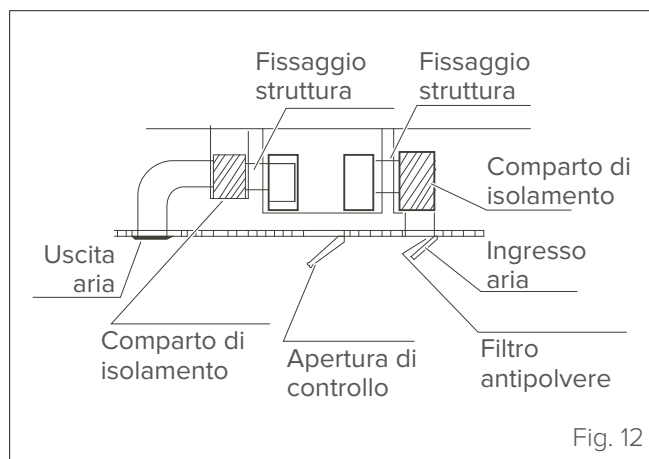 Fissaggio
struttura
Fissaggio
struttura
Comparto di
isolamento
Uscita
aria
Ingresso
aria
Comparto di
isolamento
Apertura di
controllo
Filtro
antipolvere
Fig. 12